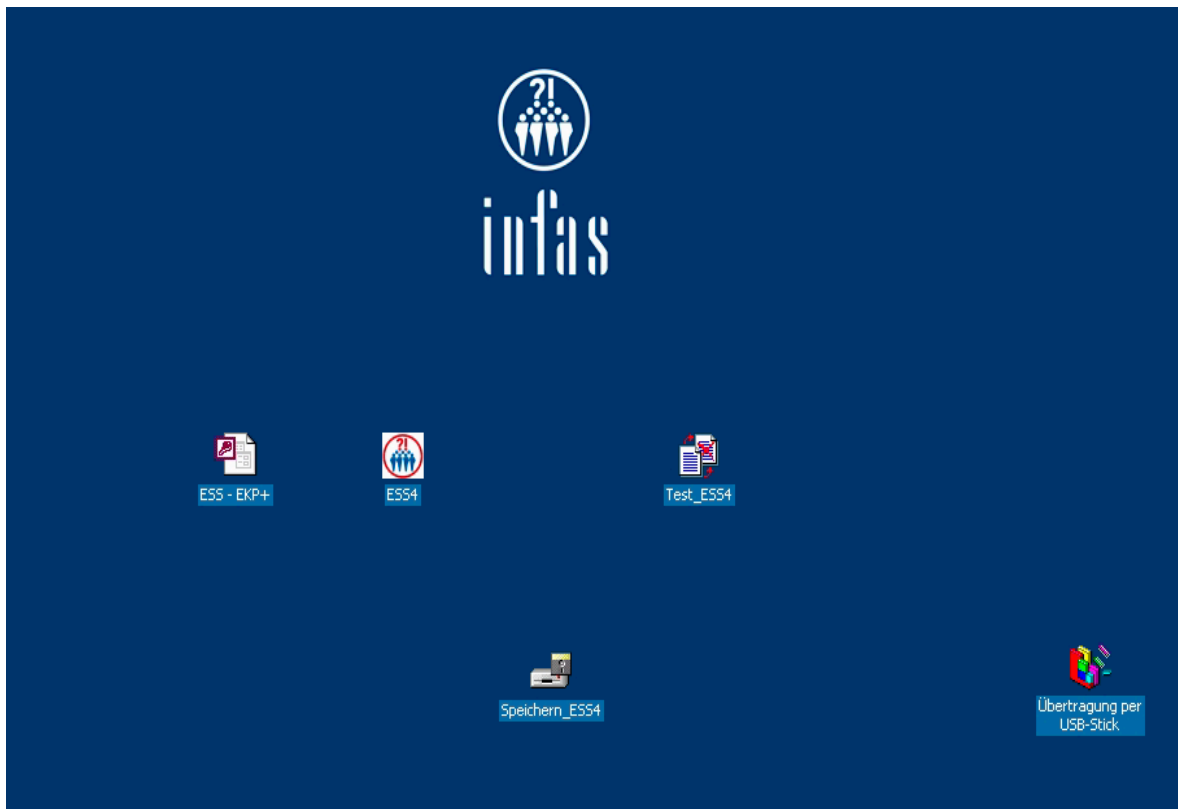 ?!
infas
?!
ESS - EKP+
ESS4
Test_ESS4
Speichern_ESS4
Übertragung per
USB-Stick